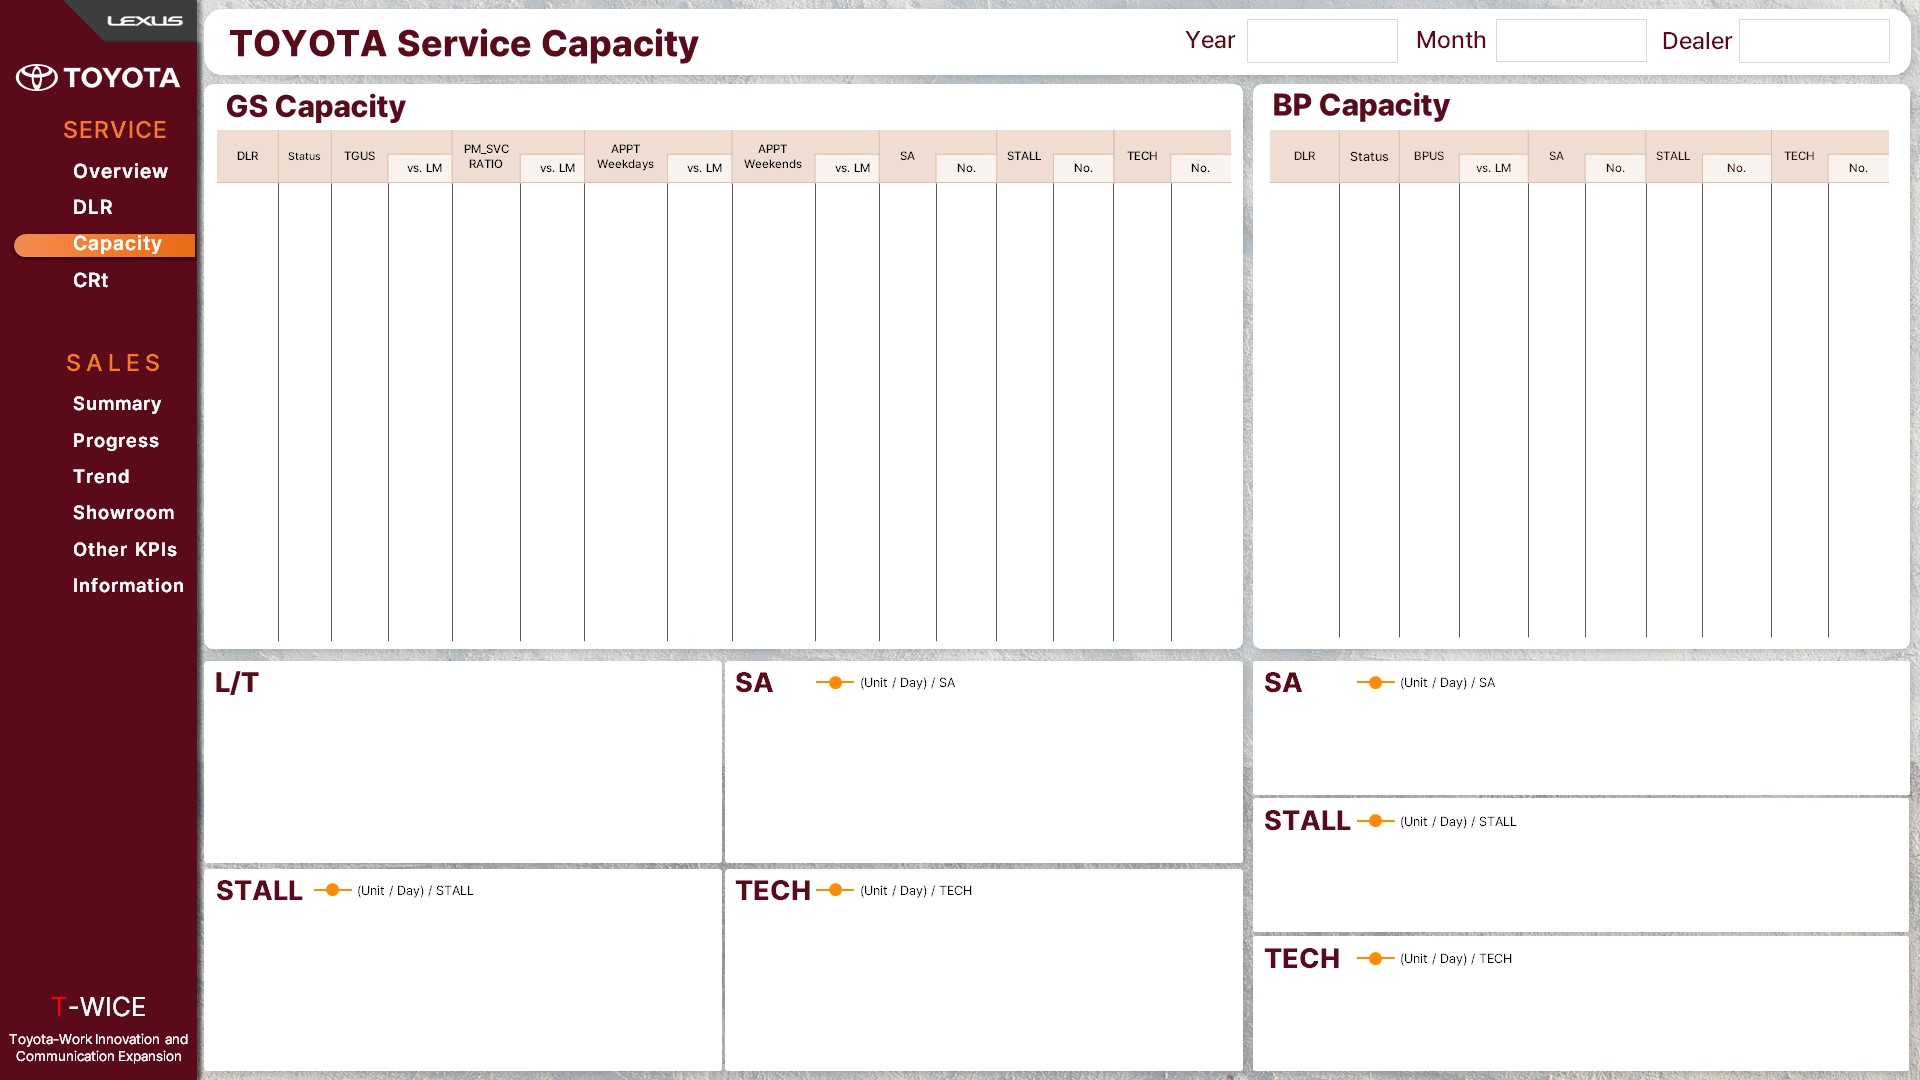 LEXUS
TOYOTA
SERVICE
Overview
DLR
Capacity
CRt
SALES
Summary
Progress
Trend
Showroom
Other KPIs
Information
T-WICE
Toyota-Work Innovation and
Communication Expansion
TOYOTA Service Capacity
Year
Month
Dealer
GS Capacity
DLR
Status
TGUS
vs. LM
PM_SVC
RATIO
vs. LM
APPT
Weekdays
vs. LM
APPT
Weekends
vs. LM
SA
No.
STALL
No.
TECH
No.
BP Capacity
DLR
Status
BPUS
vs. LM
SA
No.
STALL
No.
TECH
No.
L/T
SA
(Unit / Day) / SA
STALL
(Unit / Day) / STALL
TECH
(Unit / Day) / TECH
SA
(Unit / Day) / SA
STALL
(Unit / Day) / STALL
TECH
(Unit / Day) / TECH